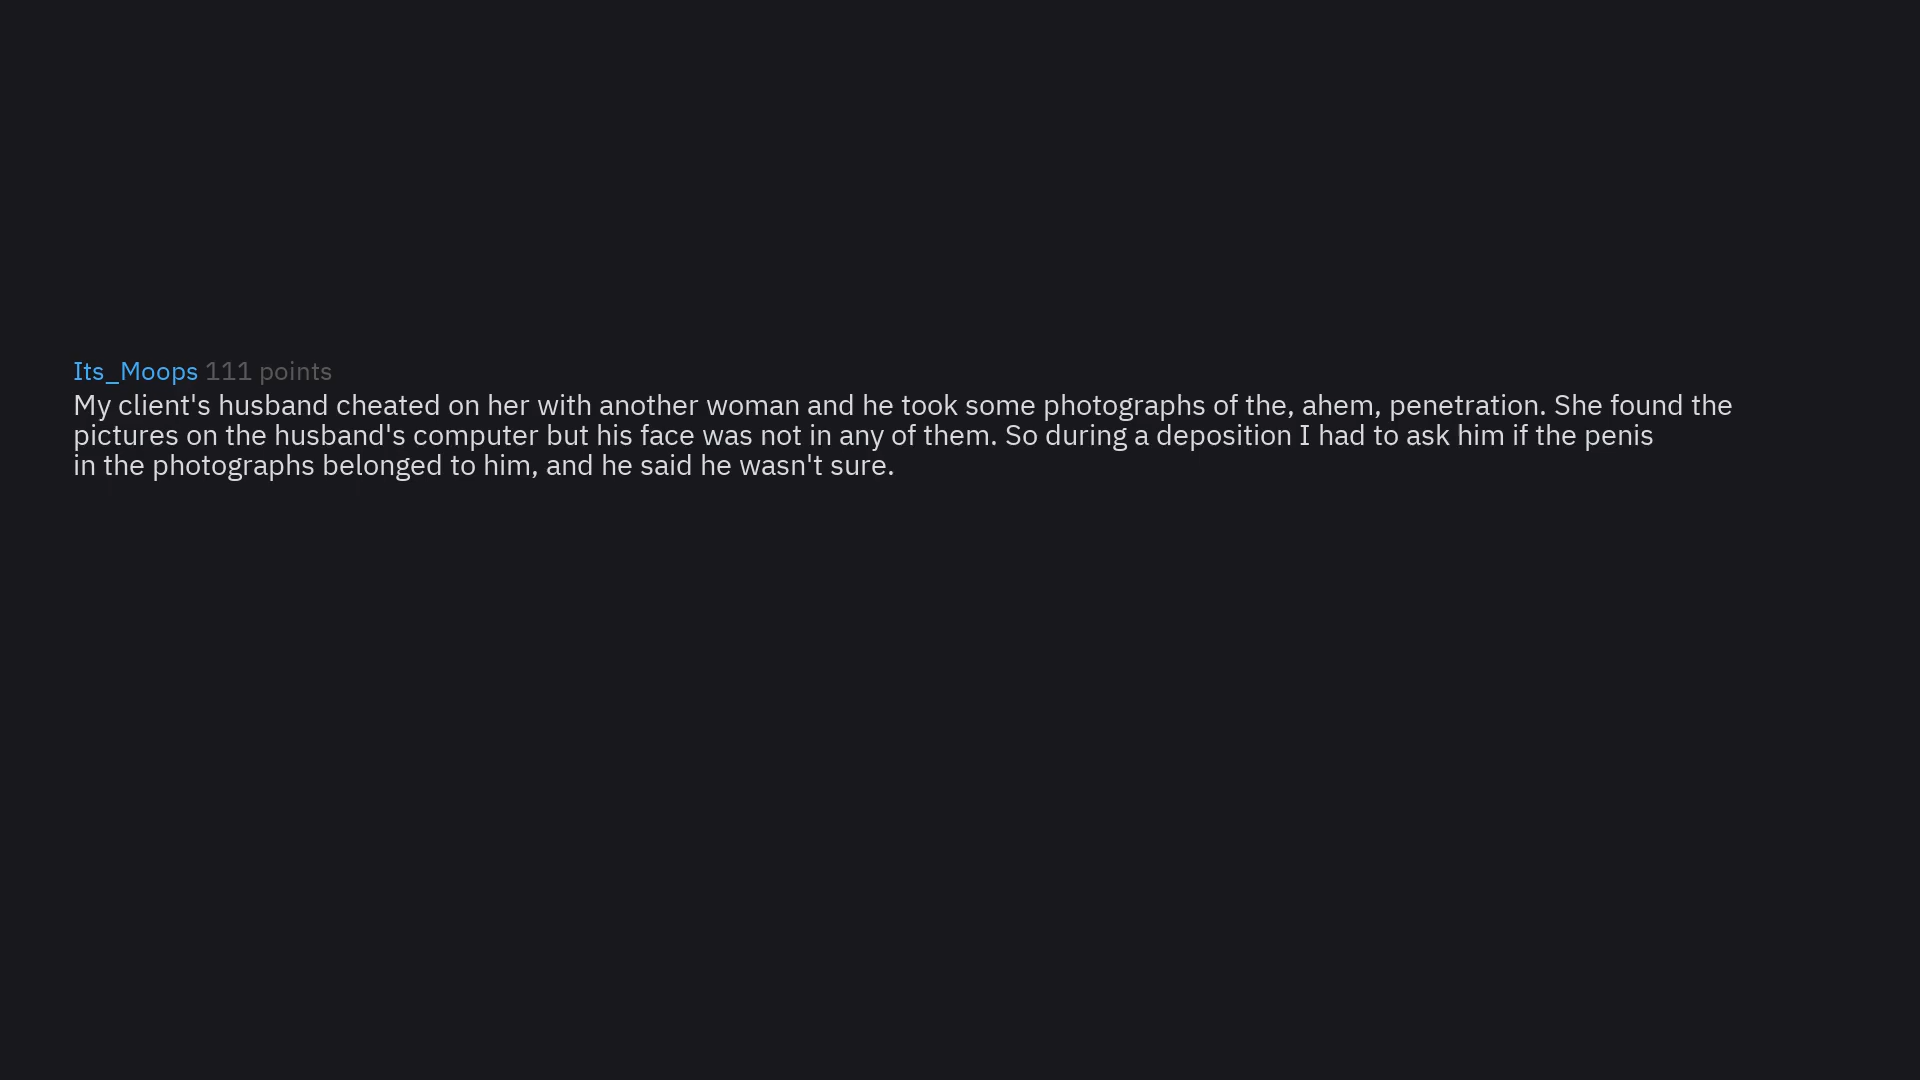 Its_Moops 111 points
My client's husband cheated on her with another woman and he took some photographs of the, ahem, penetration. She found the
pictures on the husband's computer but his face was not in any of them. So during a deposition I had to ask him if the penis
in the photographs belonged to him, and he said he wasn't sure.